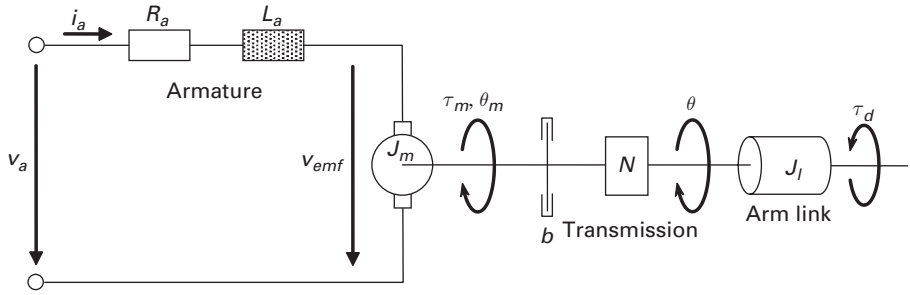 i_a R_a L_a
Armature
v_a v_emf J_m
τ_m, θ_m
b
N
Transmission
θ
J_l
Arm link
τ_d